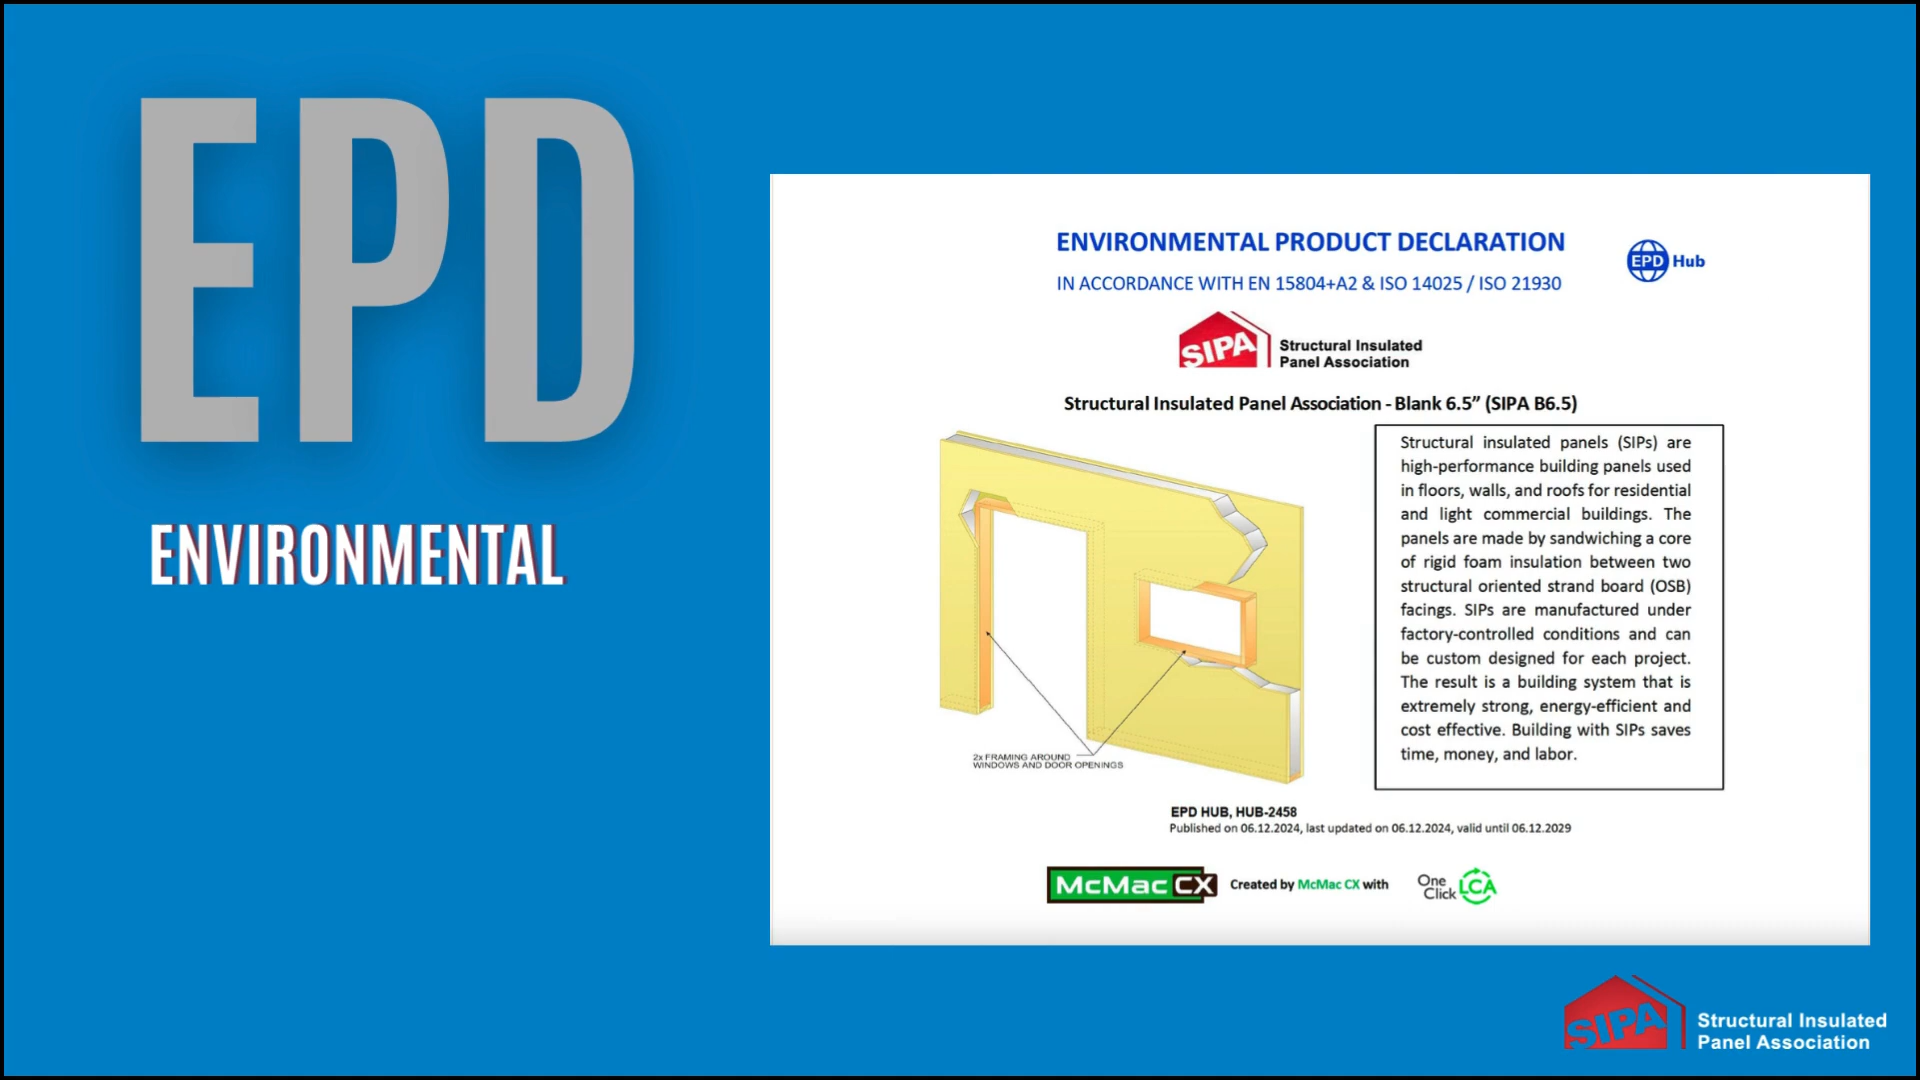 EPD
ENVIRONMENTAL
ENVIRONMENTAL PRODUCT DECLARATION
IN ACCORDANCE WITH EN 15804+A2 & ISO 14025 / ISO 21930
EPD Hub
SIPA
Structural Insulated
Panel Association
Structural Insulated Panel Association - Blank 6.5” (SIPA B6.5)
Structural insulated panels (SIPs) are
high-performance building panels used
in floors, walls, and roofs for residential
and light commercial buildings. The
panels are made by sandwiching a core
of rigid foam insulation between two
structural oriented strand board (OSB)
facings. SIPs are manufactured under
factory-controlled conditions and can
be custom designed for each project.
The result is a building system that is
extremely strong, energy-efficient and
cost effective. Building with SIPs saves
time, money, and labor.
2x FRAMING AROUND
WINDOWS AND DOOR OPENINGS
EPD HUB, HUB-2458
Published on 06.12.2024, last updated on 06.12.2024, valid until 06.12.2029
McMac CX
Created by McMac CX with
One
Click
LCA
SIPA
Structural Insulated
Panel Association